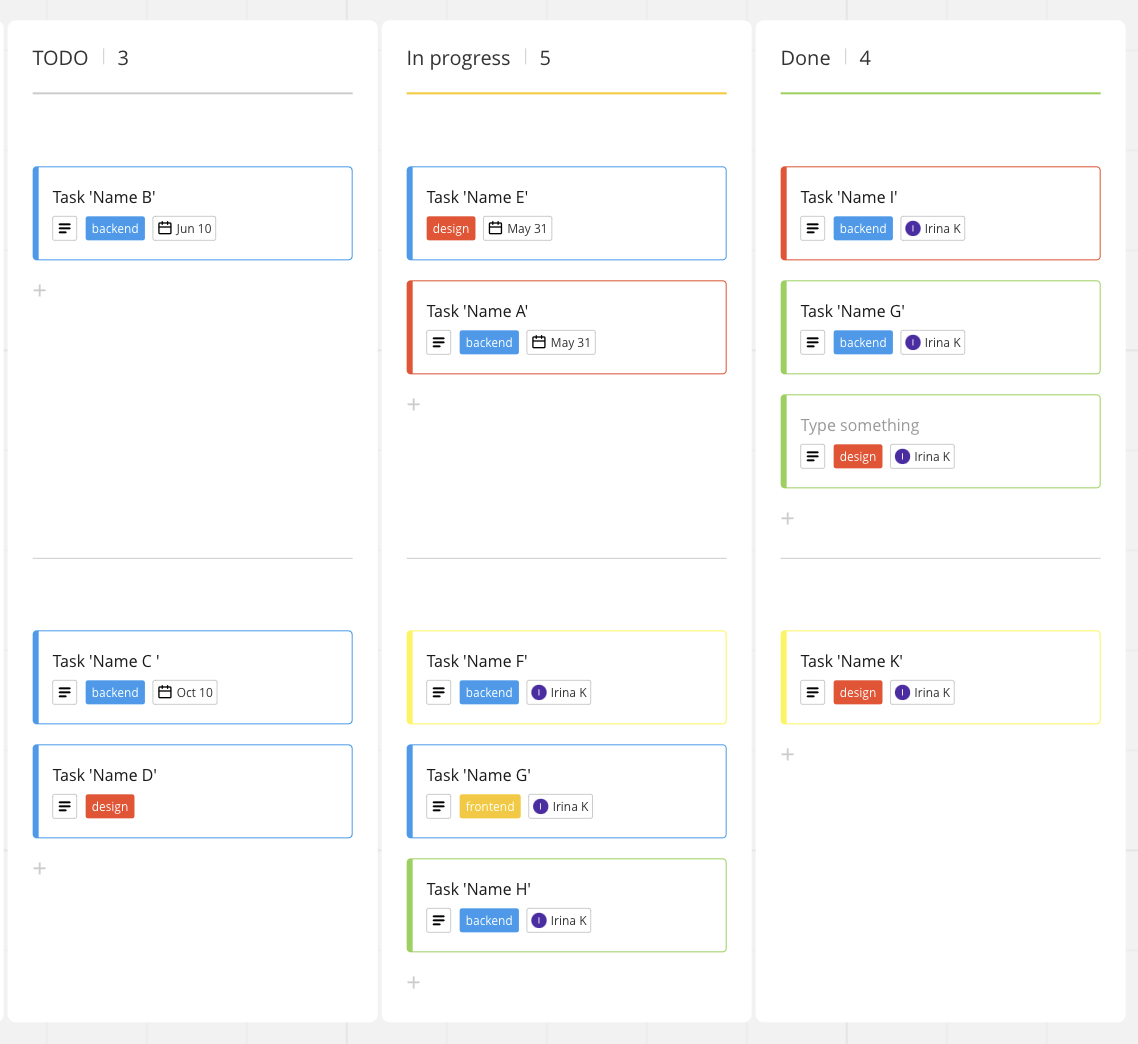 TODO 3
Task 'Name B'
backend Jun 10
Task 'Name C '
backend Oct 10
Task 'Name D'
design
In progress 5
Task 'Name E'
design May 31
Task 'Name A'
backend May 31
Task 'Name F'
backend I Irina K
Task 'Name G'
frontend I Irina K
Task 'Name H'
backend I Irina K
Done 4
Task 'Name I'
backend I Irina K
Task 'Name G'
backend I Irina K
Type something
design I Irina K
Task 'Name K'
design I Irina K